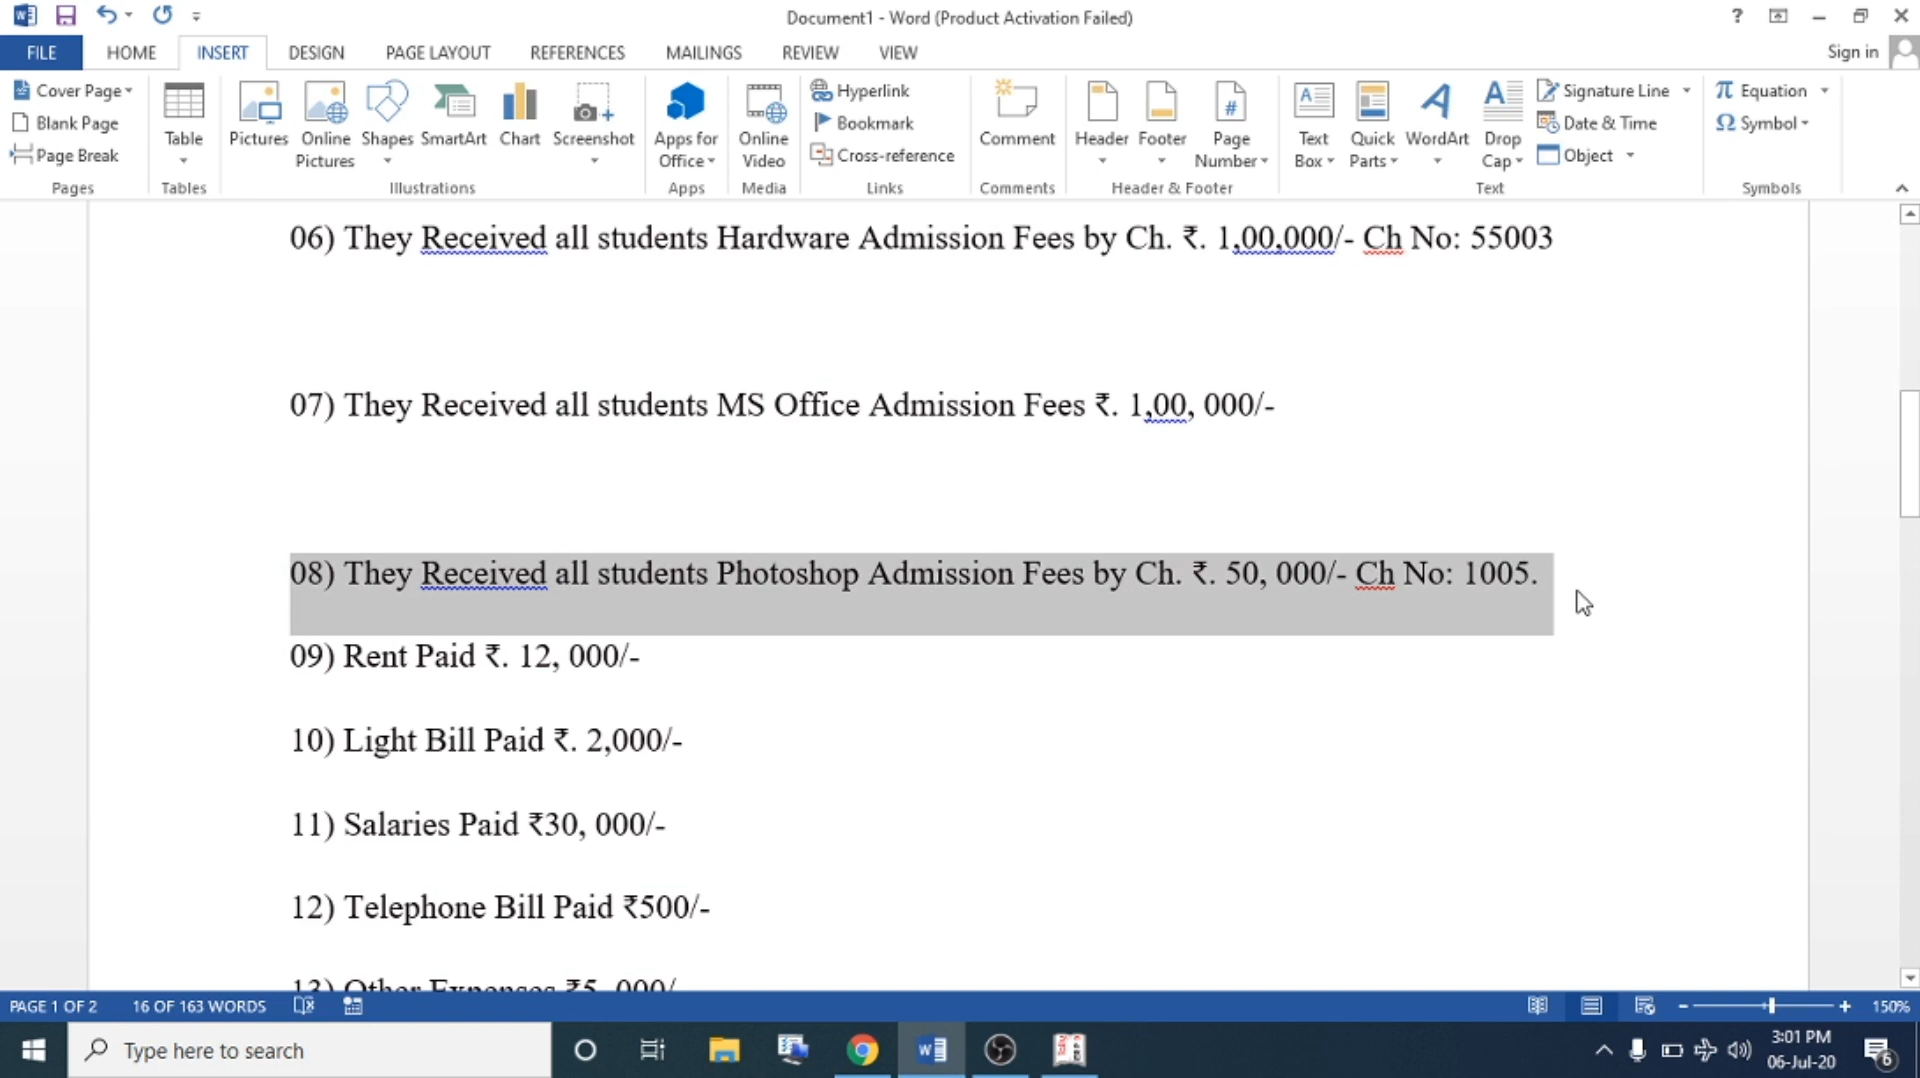 Document1 - Word (Product Activation Failed)
?
FILE HOME INSERT DESIGN PAGE LAYOUT REFERENCES MAILINGS REVIEW VIEW Sign in
Cover Page
Blank Page
Page Break
Pages
Table
Tables
Pictures
Online Pictures
Shapes
SmartArt
Chart
Screenshot
Illustrations
Apps for Office
Apps
Online Video
Media
Hyperlink
Bookmark
Cross-reference
Links
Comment
Comments
Header
Footer
Page Number
Header & Footer
Text Box
Quick Parts
WordArt
Drop Cap
Signature Line
Date & Time
Object
Text
π Equation
Ω Symbol
Symbols
06) They Received all students Hardware Admission Fees by Ch. ₹. 1,00,000/- Ch No: 55003
07) They Received all students MS Office Admission Fees ₹. 1,00, 000/-
08) They Received all students Photoshop Admission Fees by Ch. ₹. 50, 000/- Ch No: 1005.
09) Rent Paid ₹. 12, 000/-
10) Light Bill Paid ₹. 2,000/-
11) Salaries Paid ₹30, 000/-
12) Telephone Bill Paid ₹500/-
13) Other Expenses ₹5, 000/
PAGE 1 OF 2 16 OF 163 WORDS 150%
Type here to search
3:01 PM
06-Jul-20
6